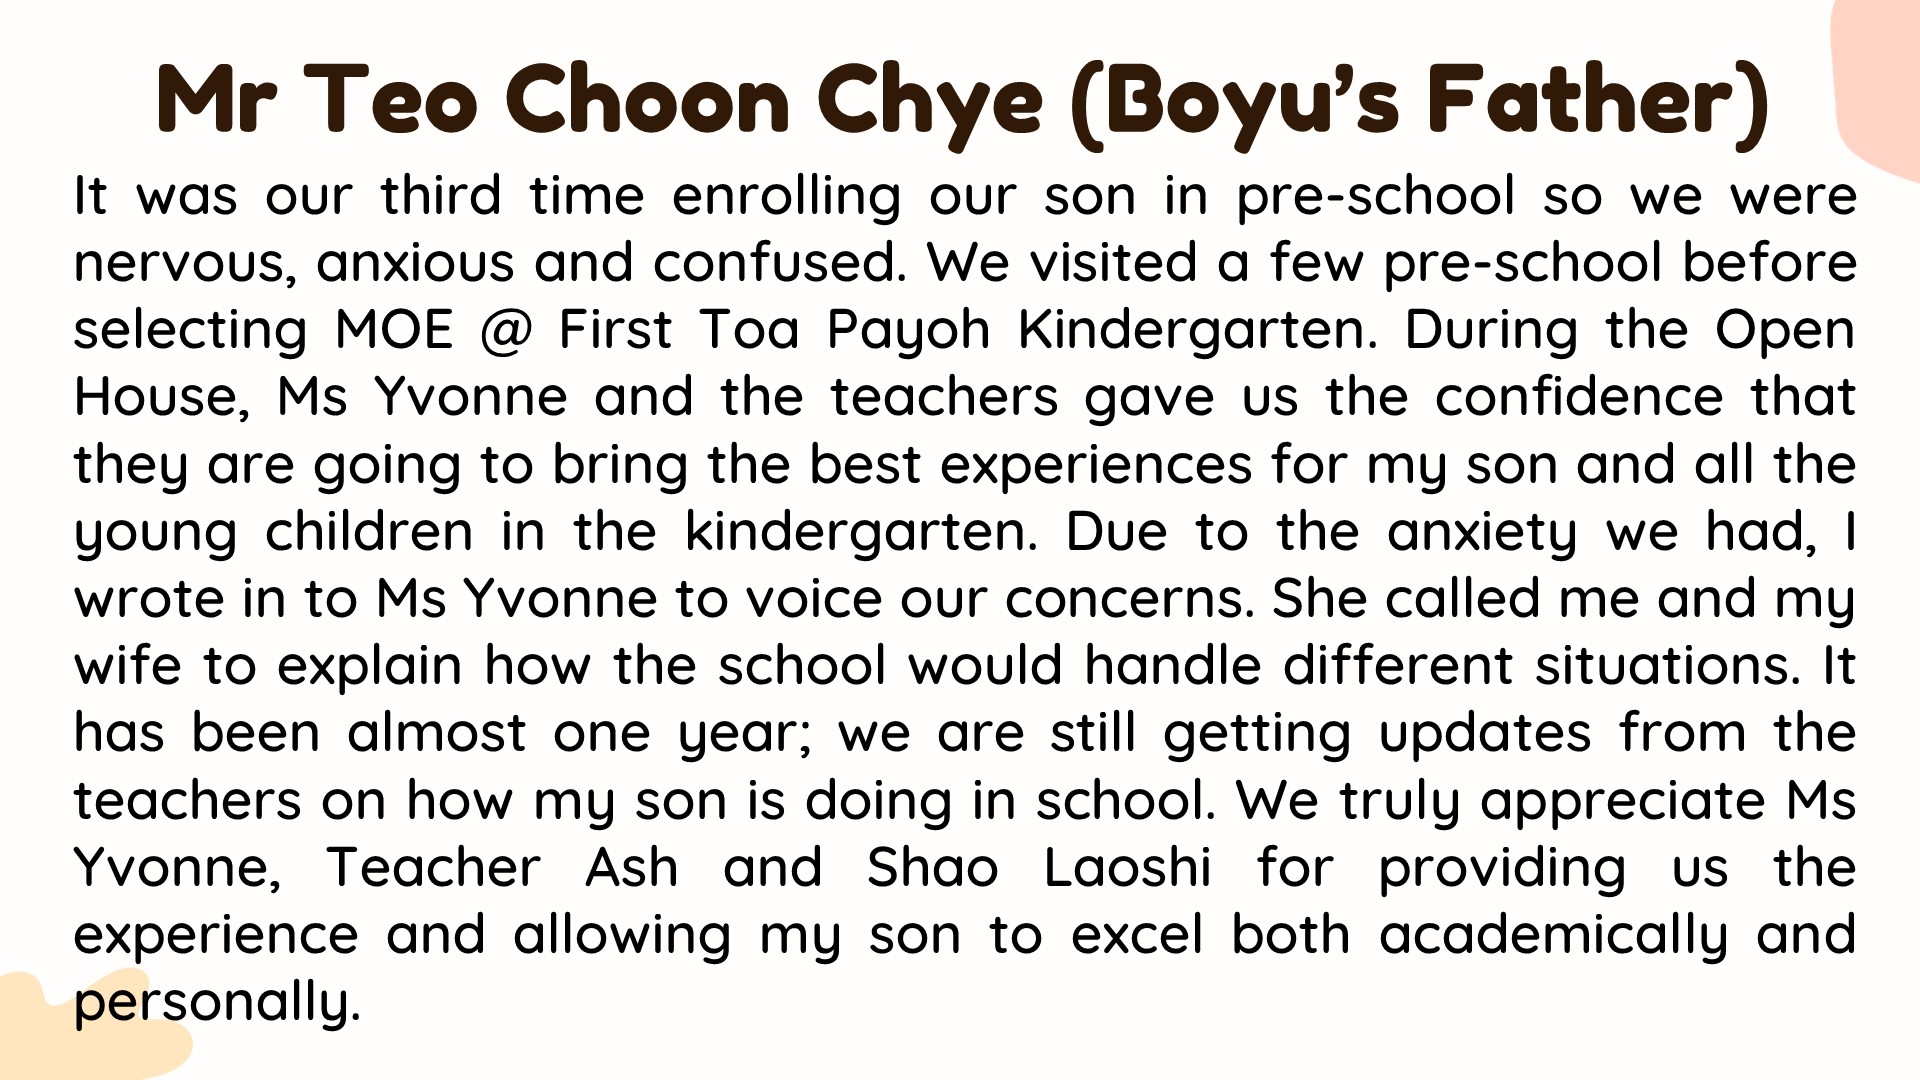 Mr Teo Choon Chye (Boyu’s Father)
It was our third time enrolling our son in pre-school so we were
nervous, anxious and confused. We visited a few pre-school before
selecting MOE @ First Toa Payoh Kindergarten. During the Open
House, Ms Yvonne and the teachers gave us the confidence that
they are going to bring the best experiences for my son and all the
young children in the kindergarten. Due to the anxiety we had, I
wrote in to Ms Yvonne to voice our concerns. She called me and my
wife to explain how the school would handle different situations. It
has been almost one year; we are still getting updates from the
teachers on how my son is doing in school. We truly appreciate Ms
Yvonne, Teacher Ash and Shao Laoshi for providing us the
experience and allowing my son to excel both academically and
personally.